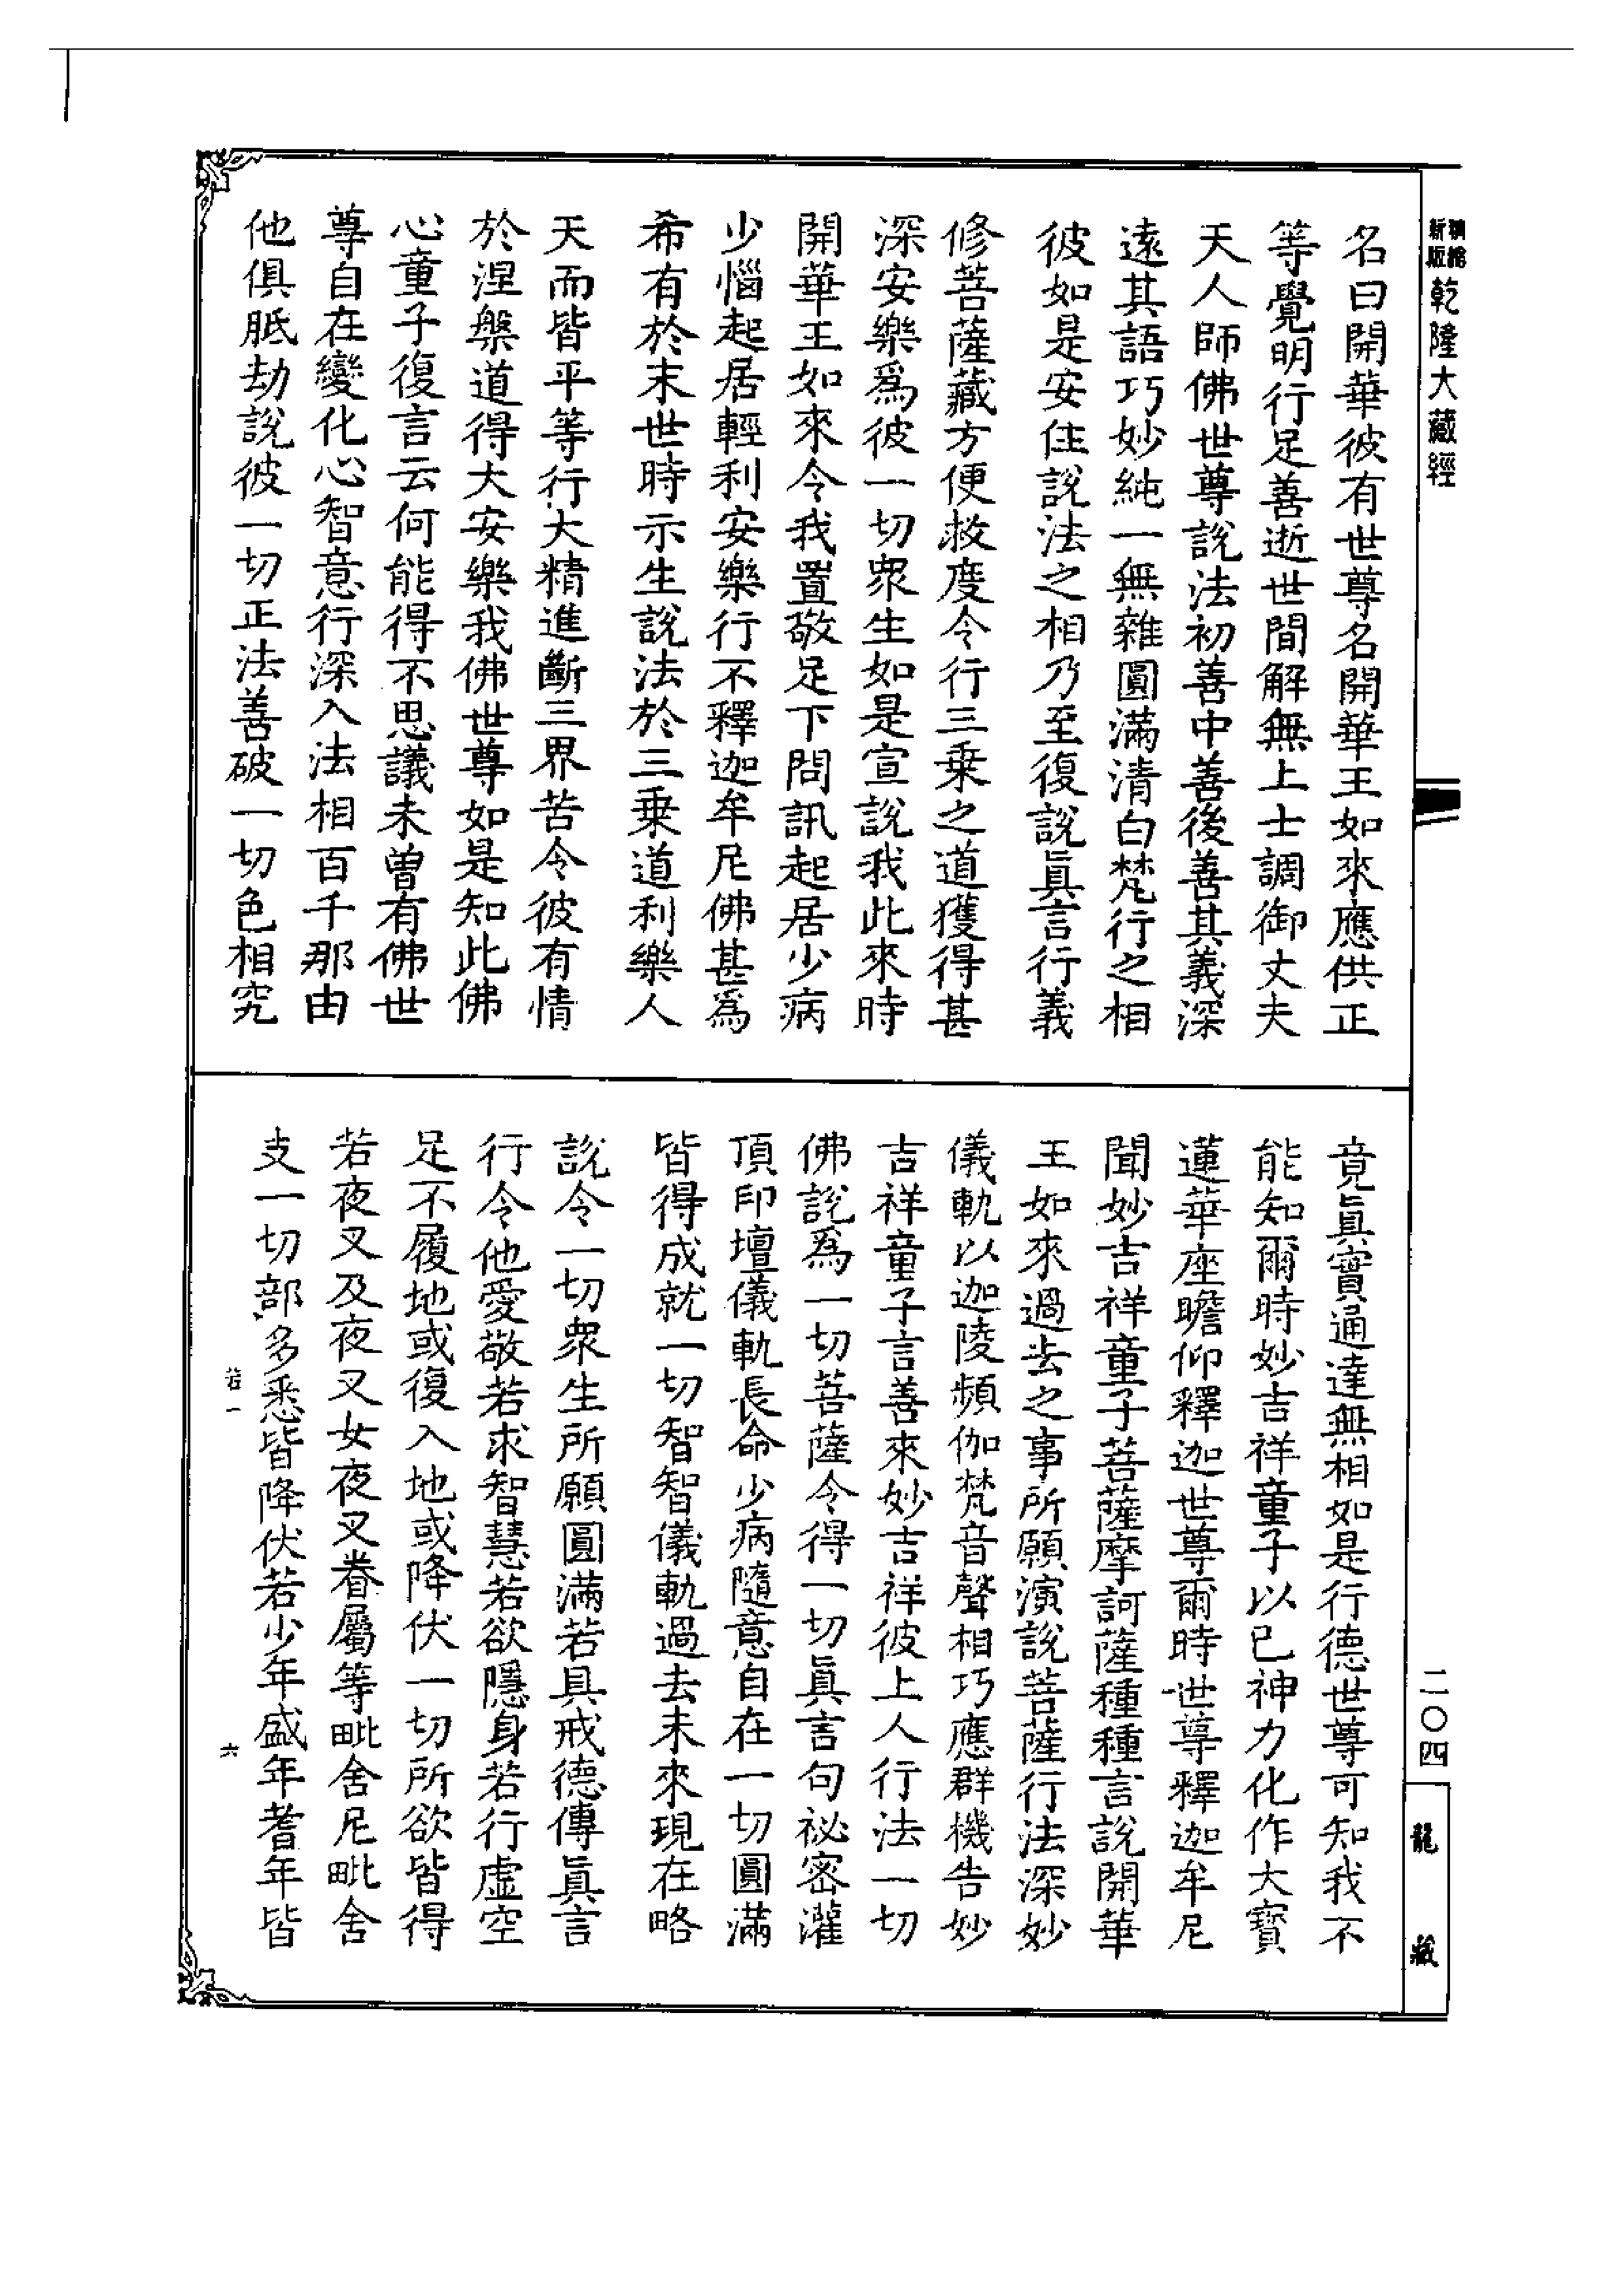 新版
精縮
乾隆大藏經
名曰開華彼有世尊名開華王如來應供正
等覺明行足善逝世間解無上士調御丈夫
天人師佛世尊說法初善中善後善其義深
遠其語巧妙純一無雜圓滿清白梵行之相
彼如是安住說法之相乃至復說眞言行義
修菩薩藏方便救度令行三乗之道獲得甚
深安樂爲彼一切衆生如是宣說我此來時
開華王如來令我置敬足下問訊起居少病
少惱起居輕利安樂行不釋迦牟尼佛甚爲
希有於末世時示生說法於三乗道利樂人
天而皆平等行大精進斷三界苦令彼有情
於涅槃道得大安樂我佛世尊如是知此佛
心童子復言云何能得不思議未曾有佛世
尊自在變化心智意行深入法相百千那由
他俱胝劫說彼一切正法善破一切色相究
竟眞實通達無相如是行德世尊可知我不
能知爾時妙吉祥童子以已神力化作大寶
蓮華座瞻仰釋迦世尊爾時世尊釋迦牟尼
聞妙吉祥童子菩薩摩訶薩種種言說開華
王如來過去之事所願演說菩薩行法深妙
儀軌以迦陵頻伽梵音聲相巧應群機告妙
吉祥童子言善來妙吉祥彼上人行法一切
佛說爲一切菩薩令得一切眞言句祕密灌
頂印壇儀軌長命少病隨意自在一切圓滿
皆得成就一切智智儀軌過去未來現在略
說令一切衆生所願圓滿若具戒德傳眞言
行令他愛敬若求智慧若欲隱身若行虛空
足不履地或復入地或降伏一切所欲皆得
若夜叉及夜叉女夜叉眷屬等毗舍尼毗舍
支一切部多悉皆降伏若少年盛年耆年皆
若一
六
二〇四
龍藏